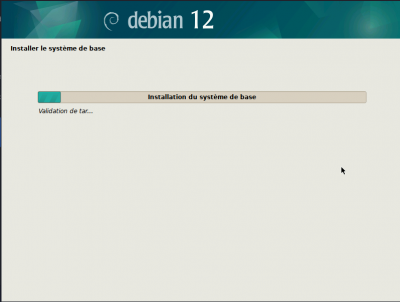 debian 12
Installer le système de base
Installation du système de base
Validation de tar...